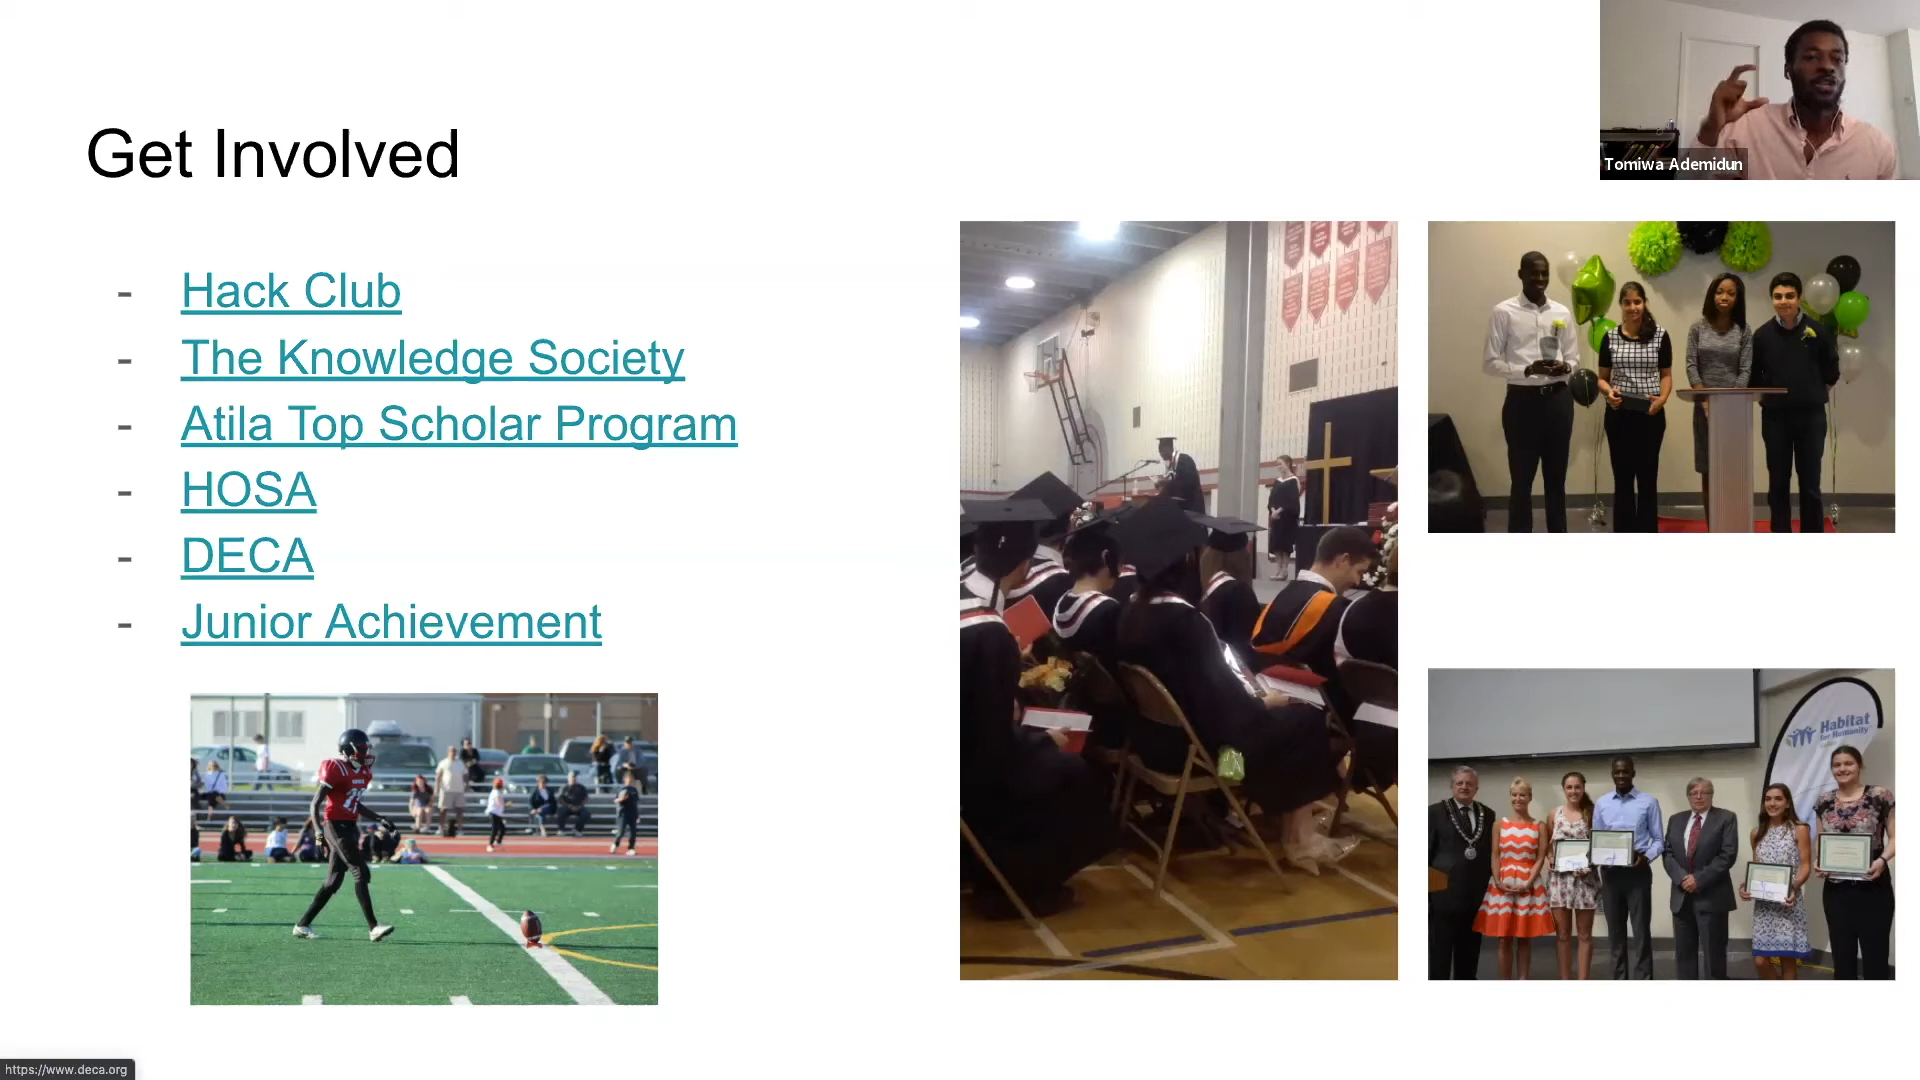 Get Involved
Tomiwa Ademidun
- Hack Club
- The Knowledge Society
- Atila Top Scholar Program
- HOSA
- DECA
- Junior Achievement
Habitat
for Humanity
https://www.deca.org